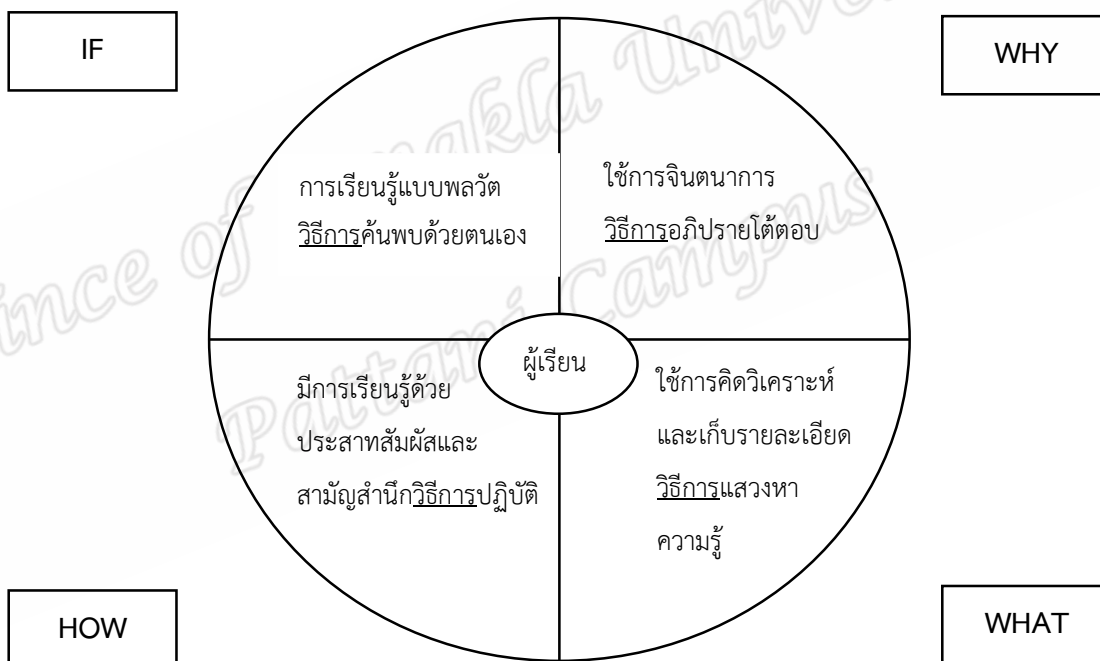 IF
WHY
การเรียนรู้แบบพลวัต
วิธีการค้นพบด้วยตนเอง
ใช้การจินตนาการ
วิธีการอภิปรายโต้ตอบ
ผู้เรียน
มีการเรียนรู้ด้วย
ประสาทสัมผัสและ
สามัญสำนึกวิธีการปฏิบัติ
ใช้การคิดวิเคราะห์
และเก็บรายละเอียด
วิธีการแสวงหา
ความรู้
HOW
WHAT
Pattani Campus